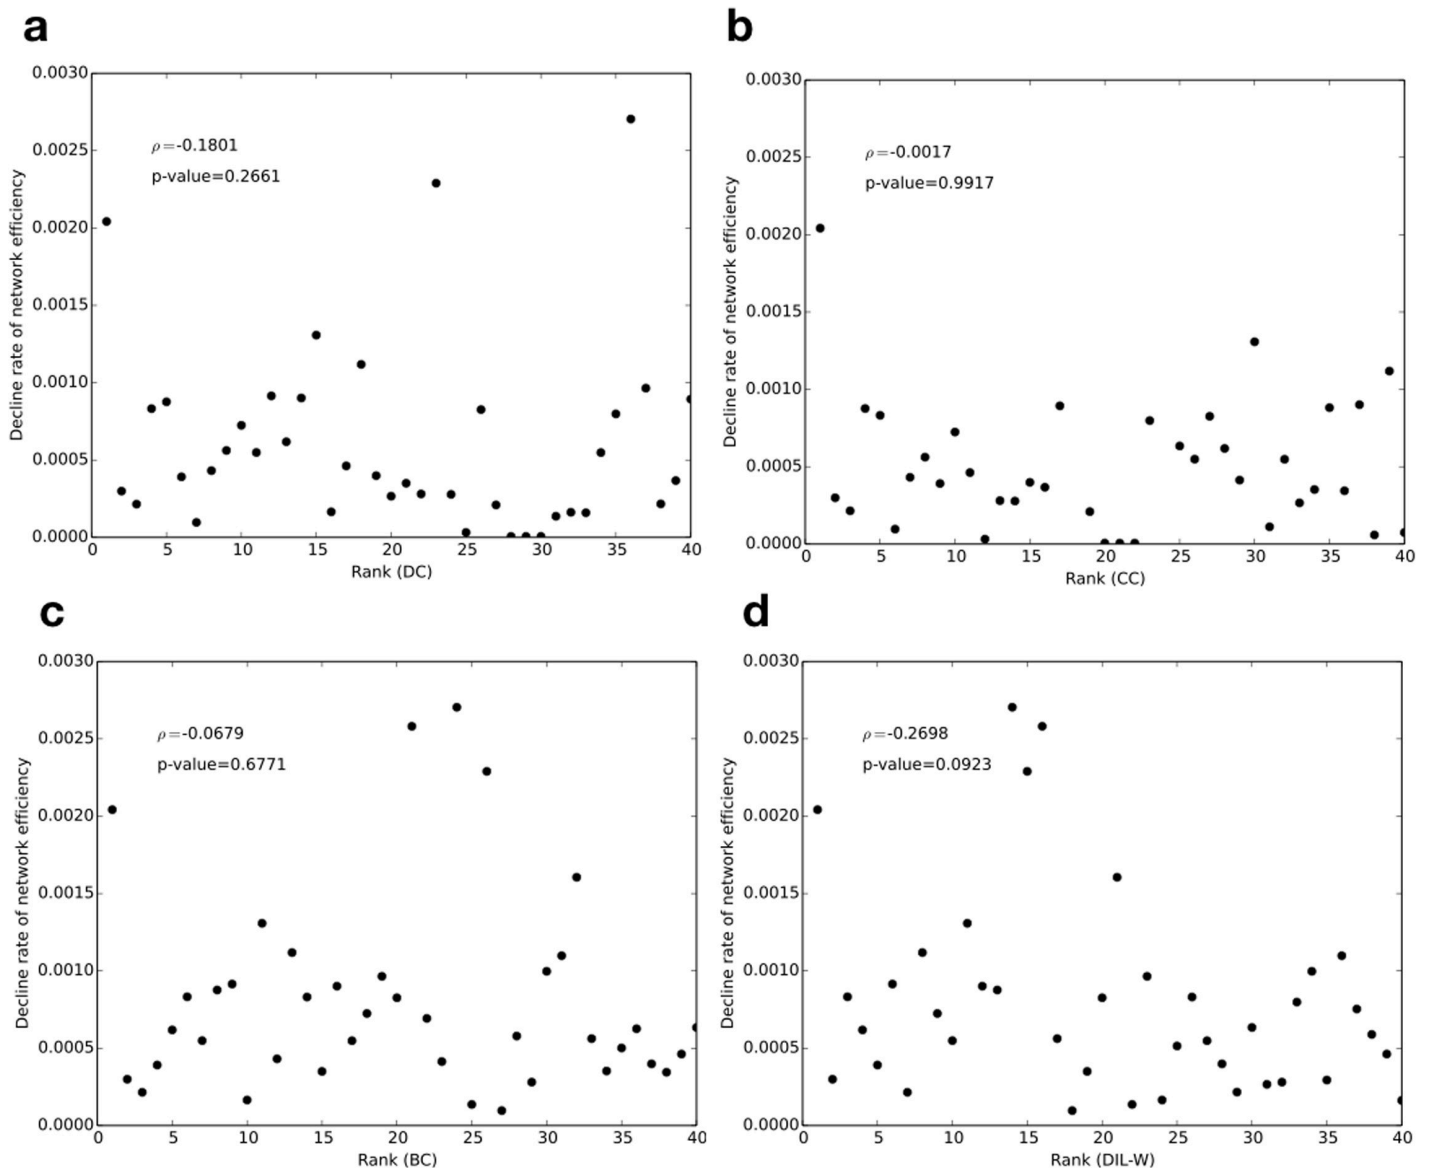 a
0.0030
0.0025
0.0020
0.0015
0.0010
0.0005
0.0000
Decline rate of network efficiency
ρ=-0.1801
p-value=0.2661
0 5 10 15 20 25 30 35 40
Rank (DC)
b
0.0030
0.0025
0.0020
0.0015
0.0010
0.0005
0.0000
Decline rate of network efficiency
ρ=-0.0017
p-value=0.9917
0 5 10 15 20 25 30 35 40
Rank (CC)
c
0.0030
0.0025
0.0020
0.0015
0.0010
0.0005
0.0000
Decline rate of network efficiency
ρ=-0.0679
p-value=0.6771
0 5 10 15 20 25 30 35 40
Rank (BC)
d
0.0030
0.0025
0.0020
0.0015
0.0010
0.0005
0.0000
Decline rate of network efficiency
ρ=-0.2698
p-value=0.0923
0 5 10 15 20 25 30 35 40
Rank (DIL-W)